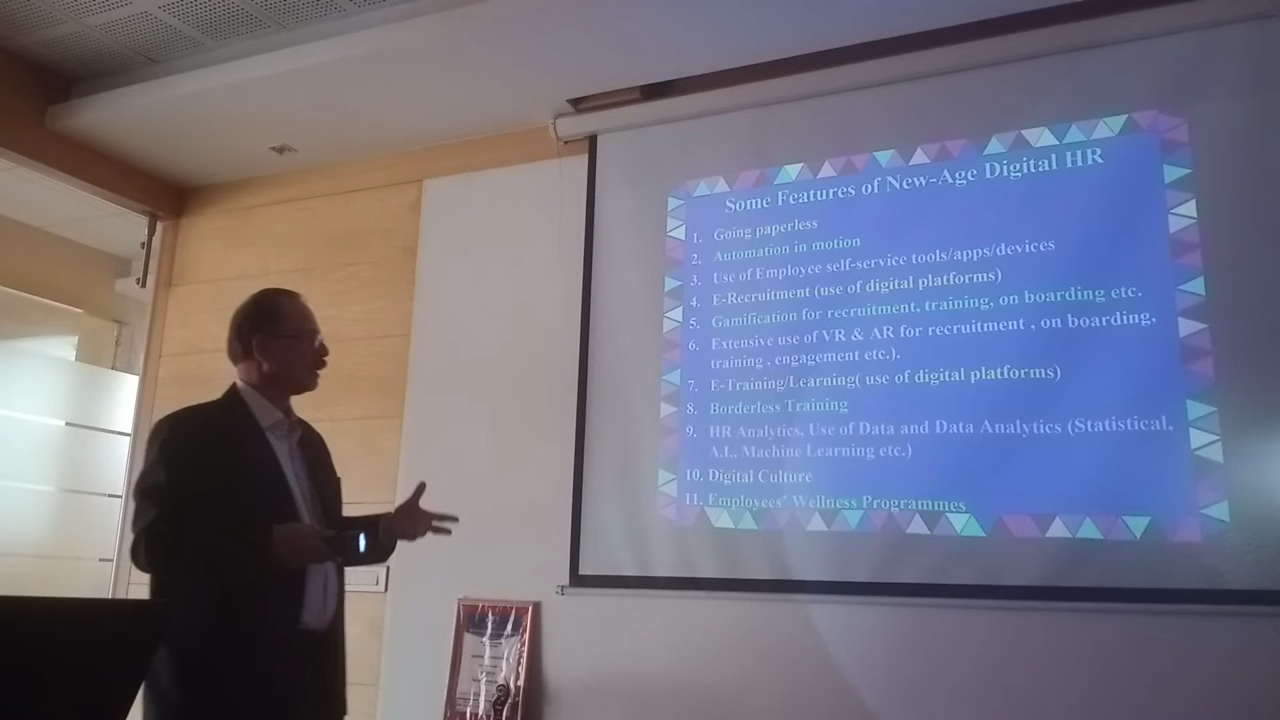 Some Features of New-Age Digital HR
1. Going paperless
2. Automation in motion
3. Use of Employee self-service tools/apps/devices
4. E-Recruitment (use of digital platforms)
5. Gamification for recruitment, training, on boarding etc.
6. Extensive use of VR & AR for recruitment , on boarding,
training , engagement etc.).
7. E-Training/Learning( use of digital platforms)
8. Borderless Training
9. HR Analytics, Use of Data and Data Analytics (Statistical,
A.I., Machine Learning etc.)
10. Digital Culture
11. Employees' Wellness Programmes